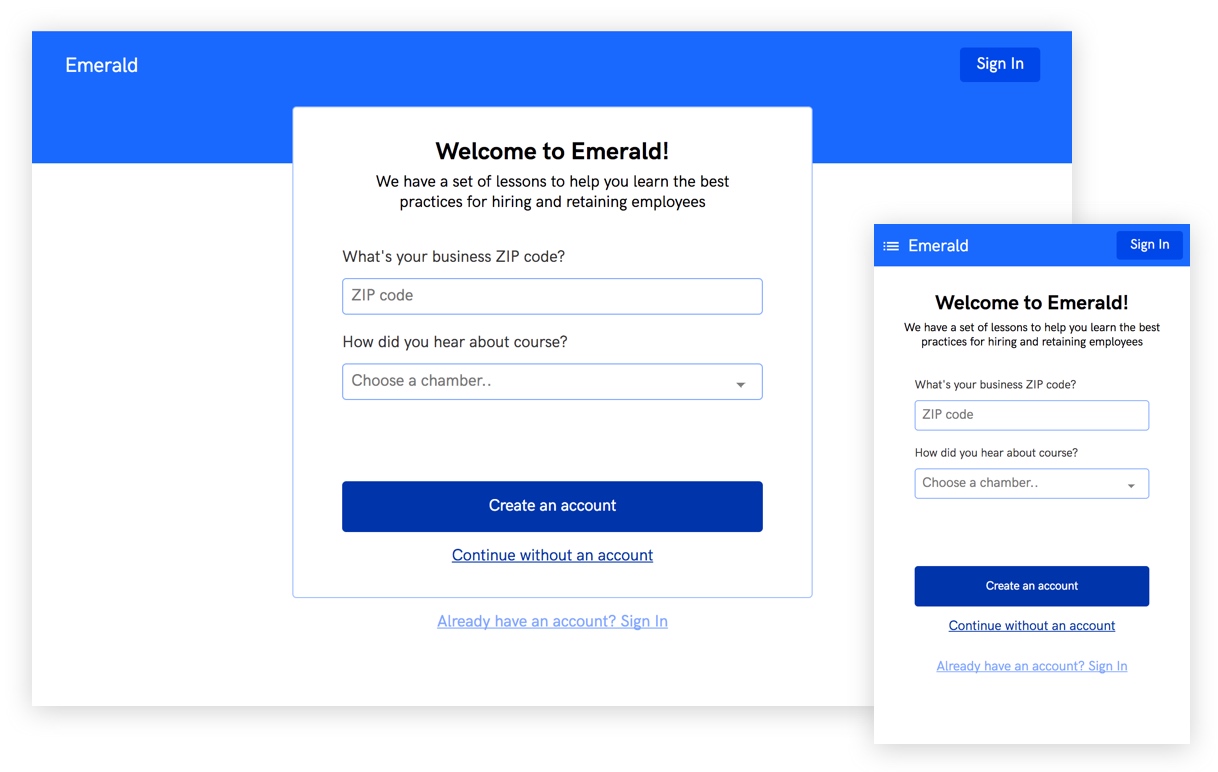 Emerald
Sign In
Welcome to Emerald!
We have a set of lessons to help you learn the best
practices for hiring and retaining employees
What's your business ZIP code?
ZIP code
How did you hear about course?
Choose a chamber..
Create an account
Continue without an account
Already have an account? Sign In
Emerald
Sign In
Welcome to Emerald!
We have a set of lessons to help you learn the best
practices for hiring and retaining employees
What's your business ZIP code?
ZIP code
How did you hear about course?
Choose a chamber..
Create an account
Continue without an account
Already have an account? Sign In